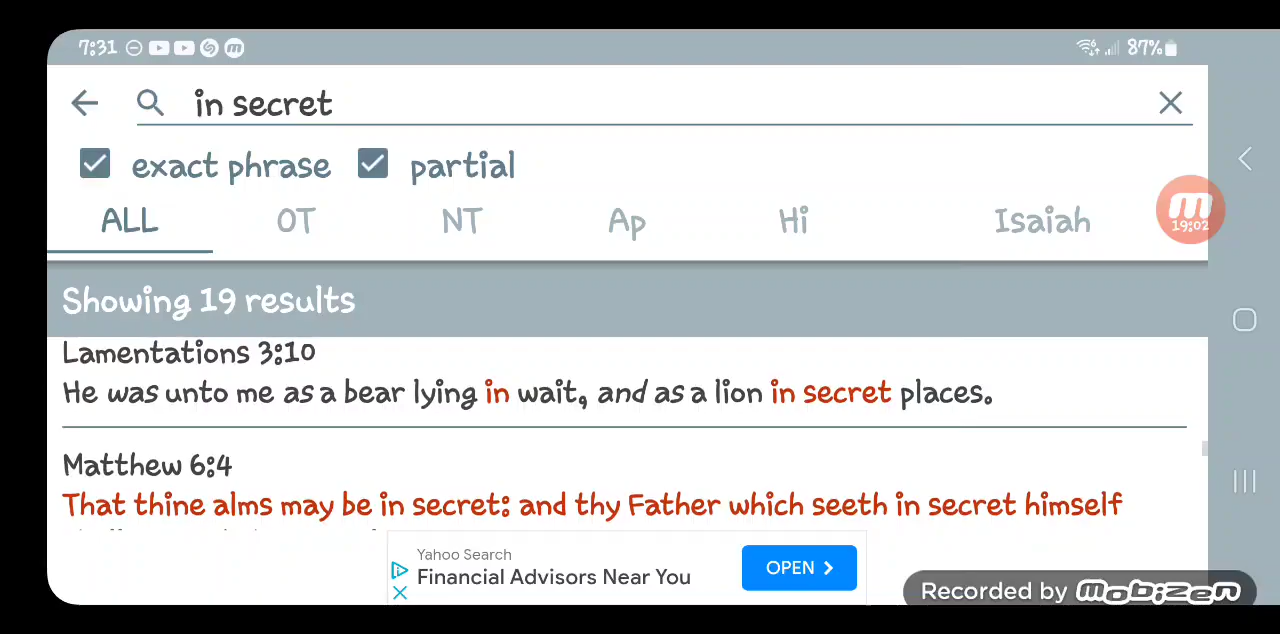 7:31 87%
in secret
exact phrase partial
ALL OT NT Ap Hi Isaiah
m
19:02
Showing 19 results
Lamentations 3:10
He was unto me as a bear lying in wait, and as a lion in secret places.
Matthew 6:4
That thine alms may be in secret: and thy Father which seeth in secret himself
Yahoo Search
Financial Advisors Near You
OPEN
Recorded by mobizen